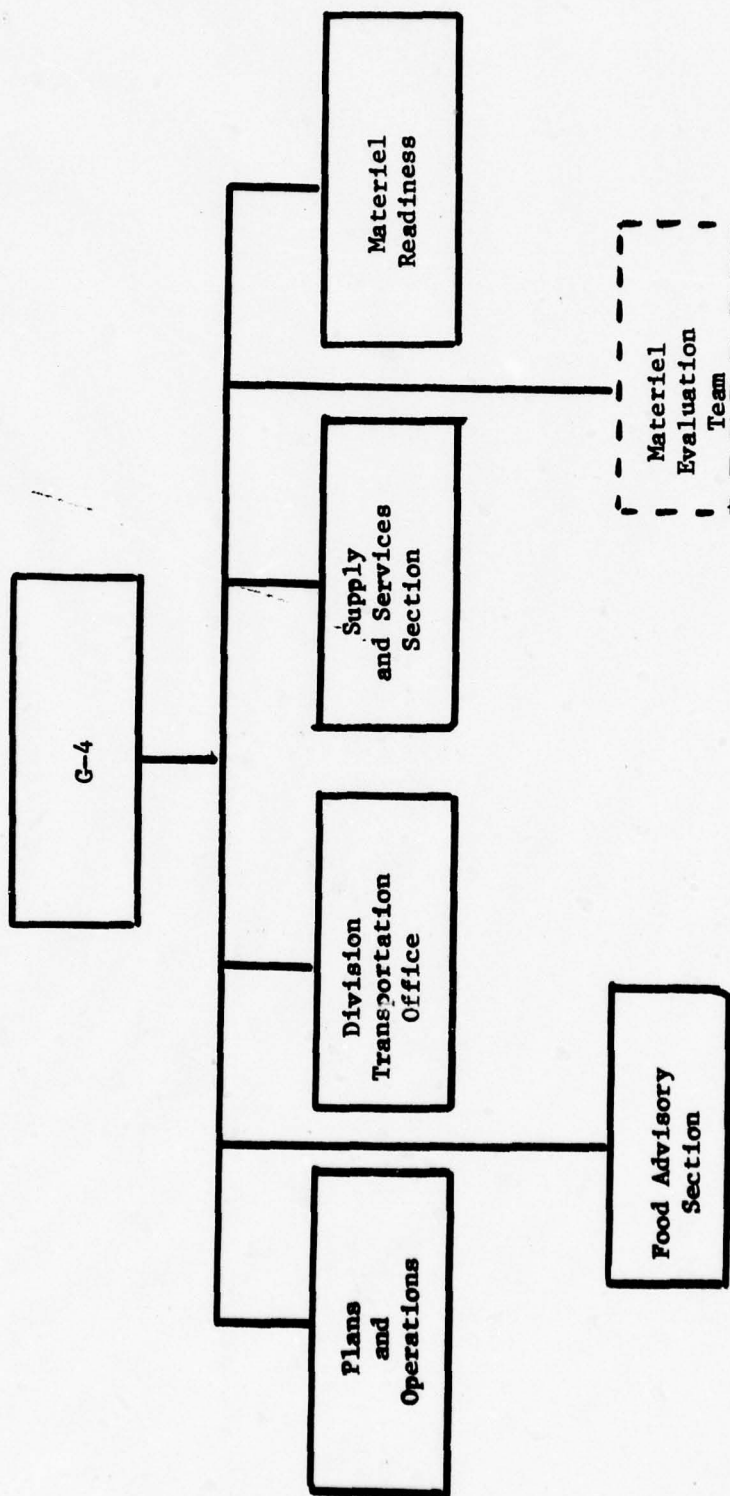 G-4
Plans
and
Operations
Division
Transportation
Office
Supply
and Services
Section
Materiel
Readiness
Food Advisory
Section
Materiel
Evaluation
Team